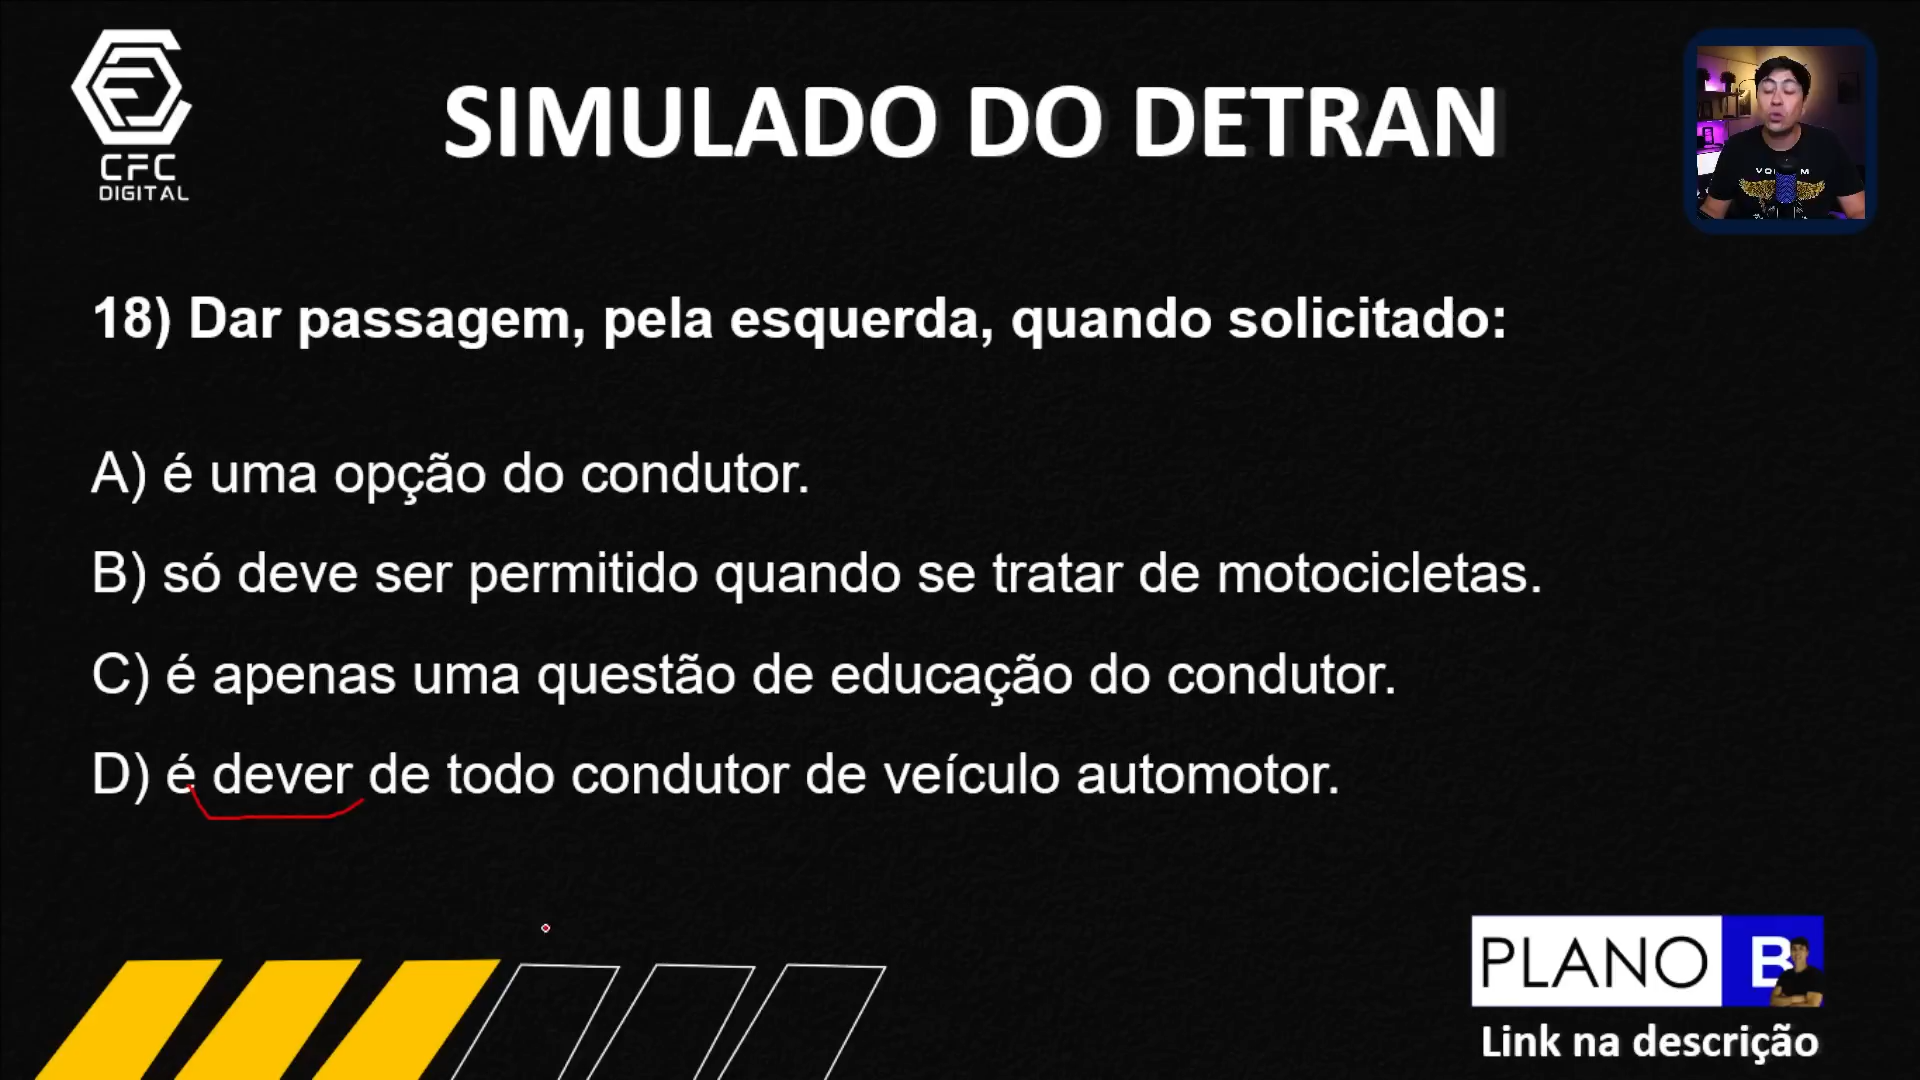 CFC
DIGITAL
SIMULADO DO DETRAN
18) Dar passagem, pela esquerda, quando solicitado:
A) é uma opção do condutor.
B) só deve ser permitido quando se tratar de motocicletas.
C) é apenas uma questão de educação do condutor.
D) é dever de todo condutor de veículo automotor.
PLANO B
Link na descrição